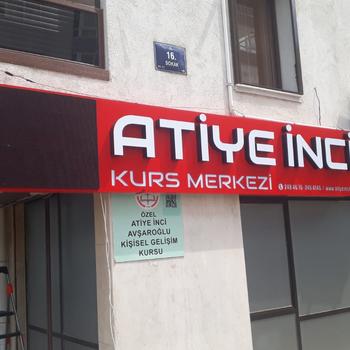 16.
SOKAK
ATİYE İNCİ
KURS MERKEZİ
ÖZEL
ATİYE İNCİ
AVŞAROĞLU
KİŞİSEL GELİŞİM
KURSU